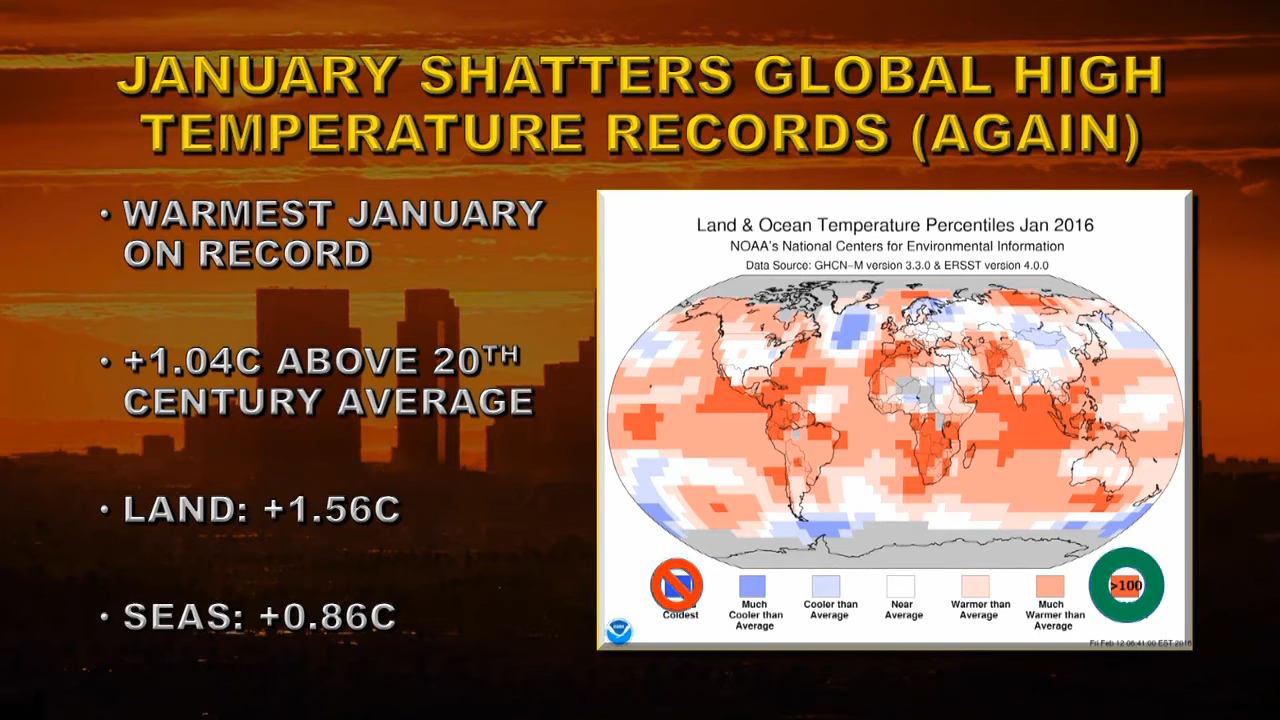 JANUARY SHATTERS GLOBAL HIGH
TEMPERATURE RECORDS (AGAIN)
• WARMEST JANUARY
ON RECORD
• +1.04C ABOVE 20TH
CENTURY AVERAGE
• LAND: +1.56C
• SEAS: +0.86C
Land & Ocean Temperature Percentiles Jan 2016
NOAA's National Centers for Environmental Information
Data Source: GHCN–M version 3.3.0 & ERSST version 4.0.0
Coldest
Much
Cooler than
Average
Cooler than
Average
Near
Average
Warmer than
Average
Much
Warmer than
Average
>100
Fri Feb 12 06:41:00 EST 2016